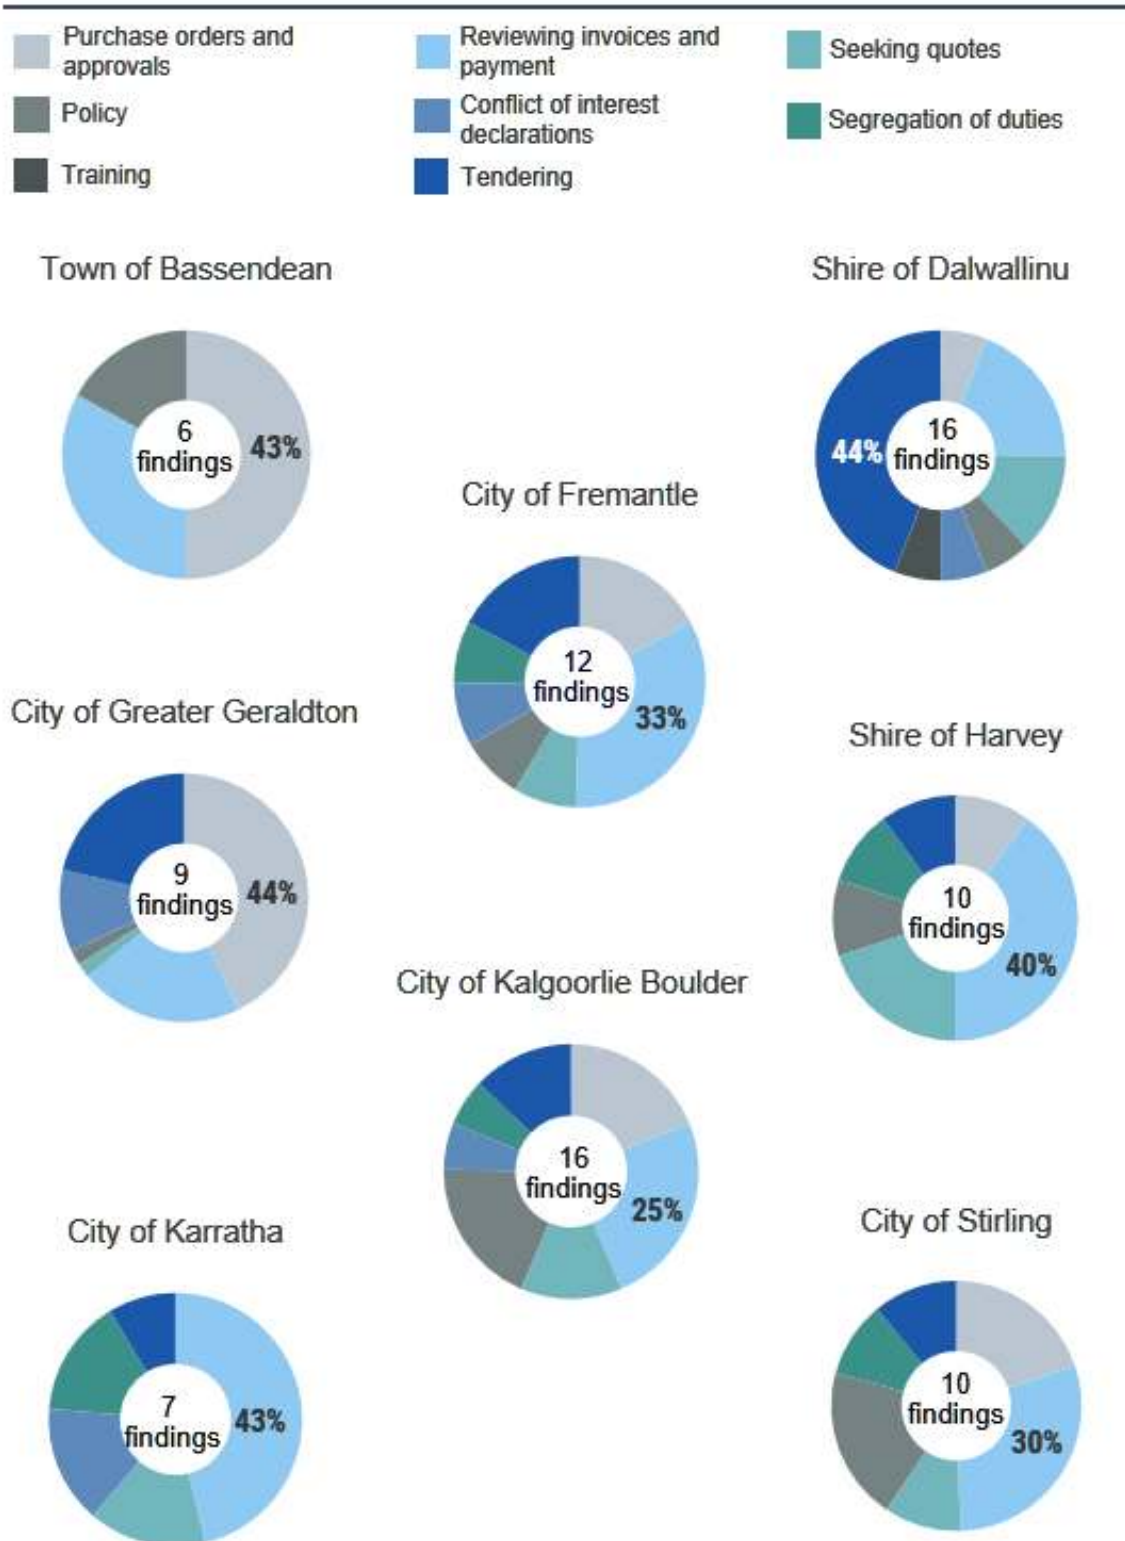 Purchase orders and
approvals
Reviewing invoices and
payment
Seeking quotes
Policy
Conflict of interest
declarations
Segregation of duties
Training
Tendering
Town of Bassendean
6
findings
43%
Shire of Dalwallinu
16
findings
44%
City of Fremantle
12
findings
33%
City of Greater Geraldton
9
findings
44%
Shire of Harvey
10
findings
40%
City of Kalgoorlie Boulder
16
findings
25%
City of Karratha
7
findings
43%
City of Stirling
10
findings
30%